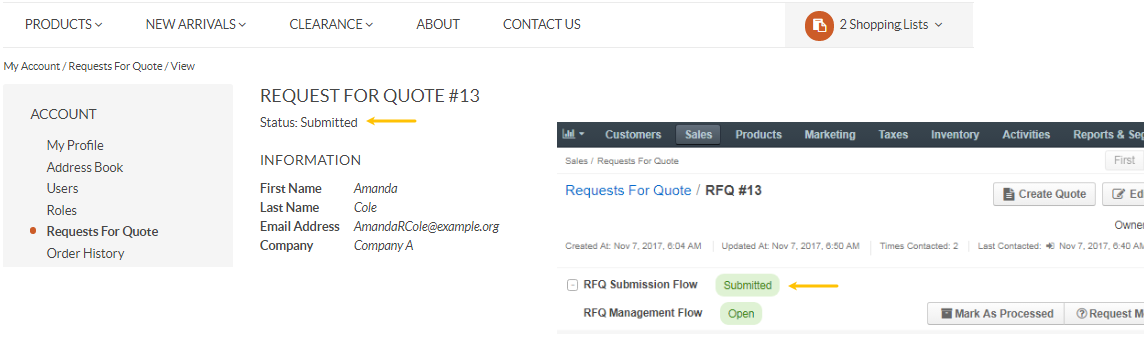 PRODUCTS NEW ARRIVALS CLEARANCE ABOUT CONTACT US 2 Shopping Lists
My Account / Requests For Quote / View
ACCOUNT
My Profile
Address Book
Users
Roles
Requests For Quote
Order History
REQUEST FOR QUOTE #13
Status: Submitted
INFORMATION
First Name Amanda
Last Name Cole
Email Address AmandaRCole@example.org
Company Company A
Customers Sales Products Marketing Taxes Inventory Activities Reports & Seg
Sales / Requests For Quote First
Requests For Quote / RFQ #13 Create Quote Ed
Owne
Created At: Nov 7, 2017, 6:04 AM Updated At: Nov 7, 2017, 6:50 AM Times Contacted: 2 Last Contacted: Nov 7, 2017, 6:40 AM
RFQ Submission Flow Submitted
RFQ Management Flow Open Mark As Processed Request M